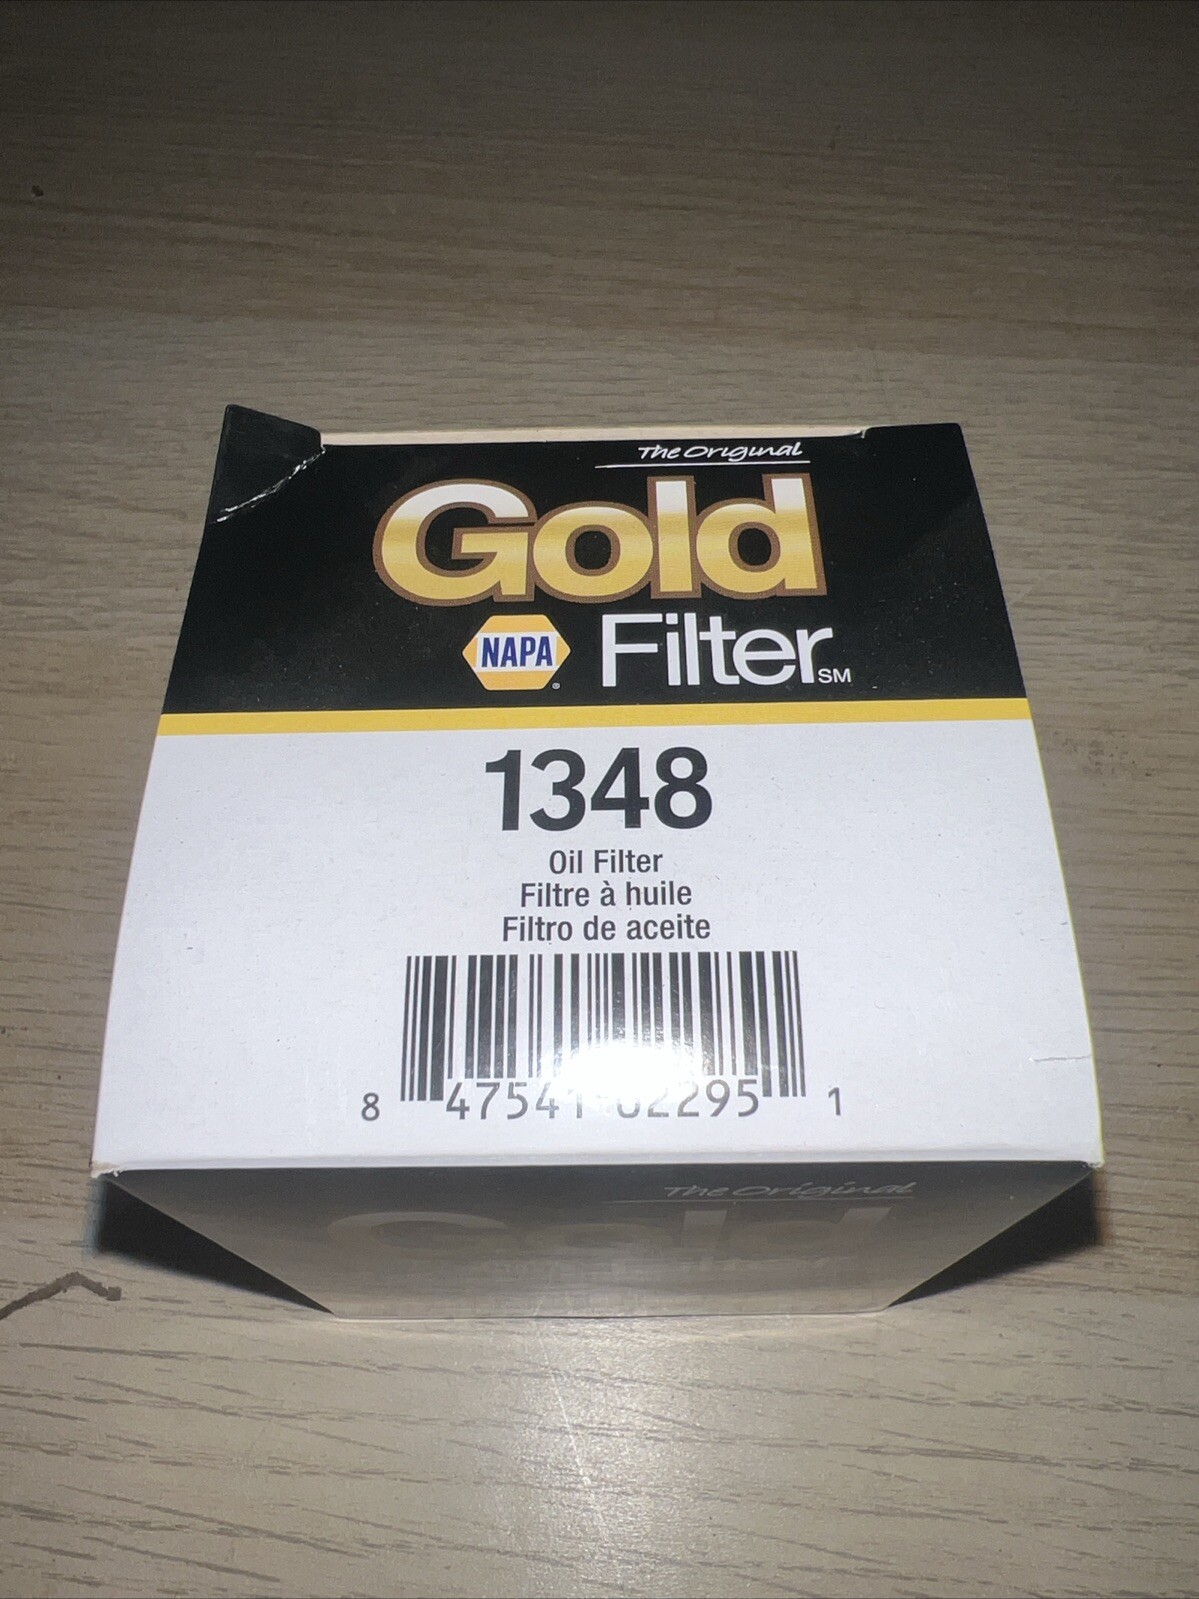 The Original
Gold
NAPA®
Filter SM
1348
Oil Filter
Filtre à huile
Filtro de aceite
8 47541 02295 1
The Original
Gold